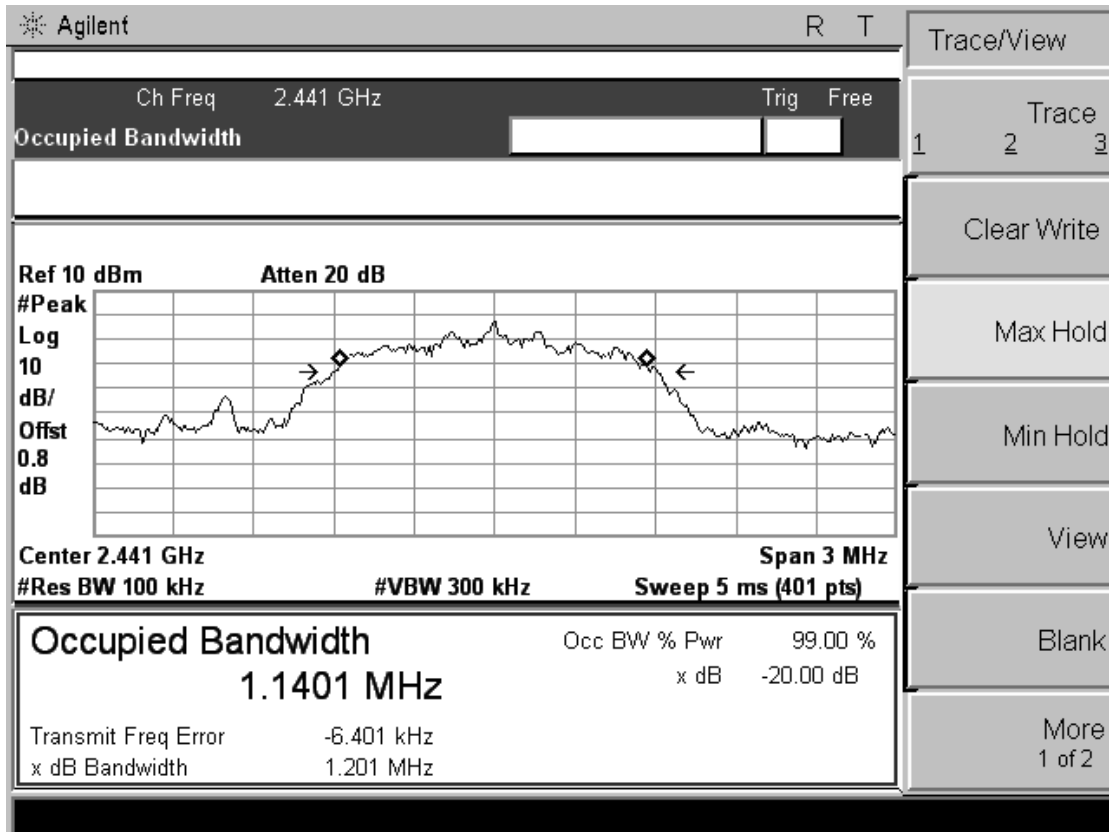 Agilent R T
Ch Freq 2.441 GHz Trig Free
Occupied Bandwidth
Ref 10 dBm Atten 20 dB
#Peak
Log
10
dB/
Offst
0.8
dB
Center 2.441 GHz Span 3 MHz
#Res BW 100 kHz #VBW 300 kHz Sweep 5 ms (401 pts)
Occupied Bandwidth Occ BW % Pwr 99.00 %
1.1401 MHz x dB -20.00 dB
Transmit Freq Error -6.401 kHz
x dB Bandwidth 1.201 MHz
Trace/View
Trace
1 2 3
Clear Write
Max Hold
Min Hold
View
Blank
More
1 of 2